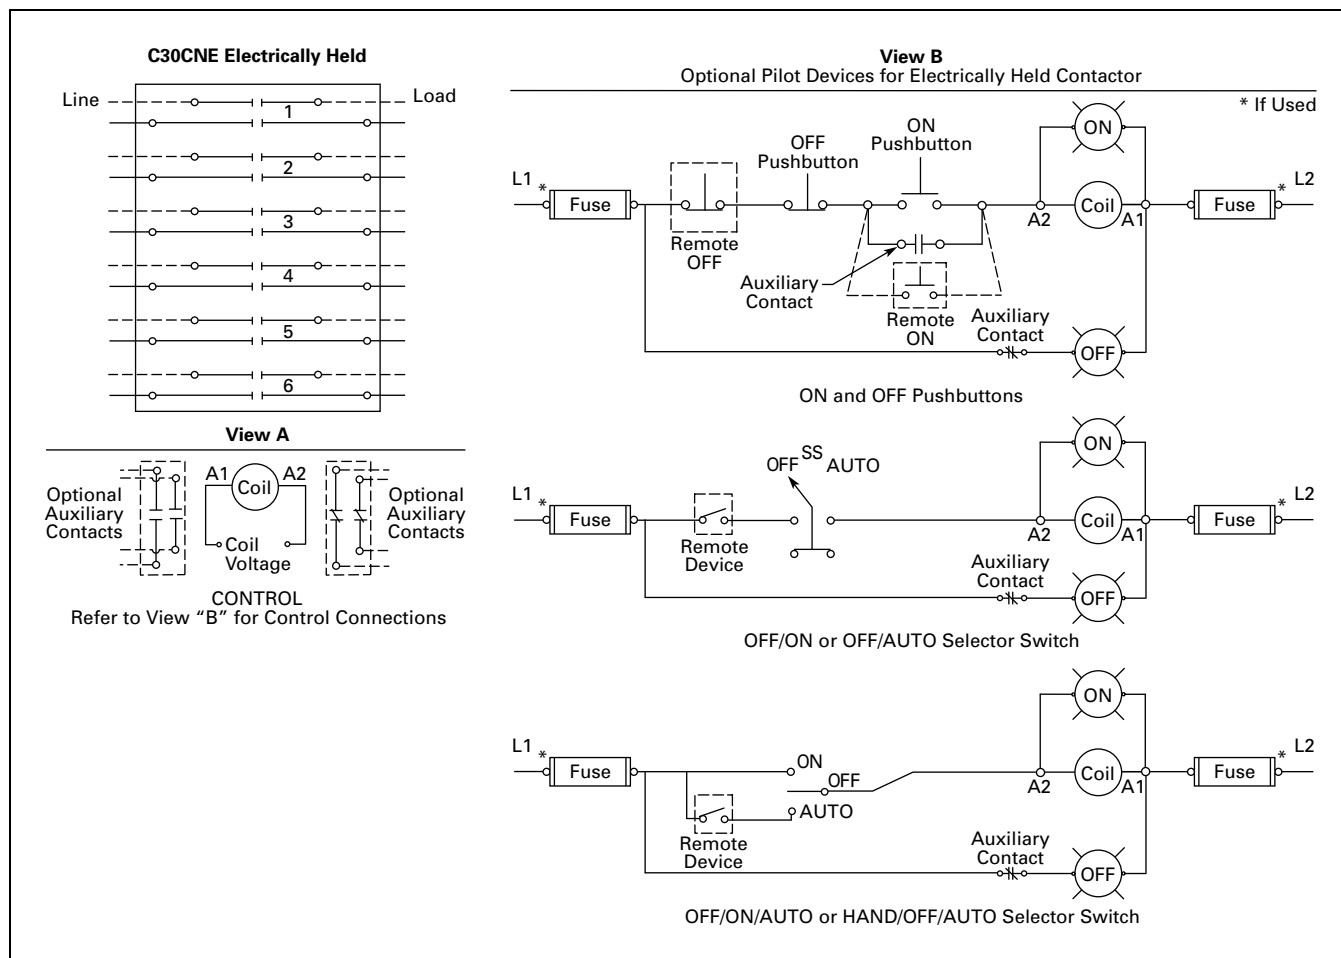 C30CNE Electrically Held
Line
Load
1
2
3
4
5
6
View A
Optional
Auxiliary
Contacts
A1
A2
Coil
Coil
Voltage
Optional
Auxiliary
Contacts
CONTROL
Refer to View “B” for Control Connections
View B
Optional Pilot Devices for Electrically Held Contactor
* If Used
L1
*
Fuse
Remote
OFF
OFF
Pushbutton
ON
Pushbutton
Auxiliary
Contact
Remote
ON
Auxiliary
Contact
ON
A2
Coil
A1
OFF
Fuse
*
L2
ON and OFF Pushbuttons
L1
*
Fuse
Remote
Device
OFF
SS
AUTO
Auxiliary
Contact
ON
A2
Coil
A1
OFF
Fuse
*
L2
OFF/ON or OFF/AUTO Selector Switch
L1
*
Fuse
Remote
Device
ON
OFF
AUTO
Auxiliary
Contact
ON
A2
Coil
A1
OFF
Fuse
*
L2
OFF/ON/AUTO or HAND/OFF/AUTO Selector Switch